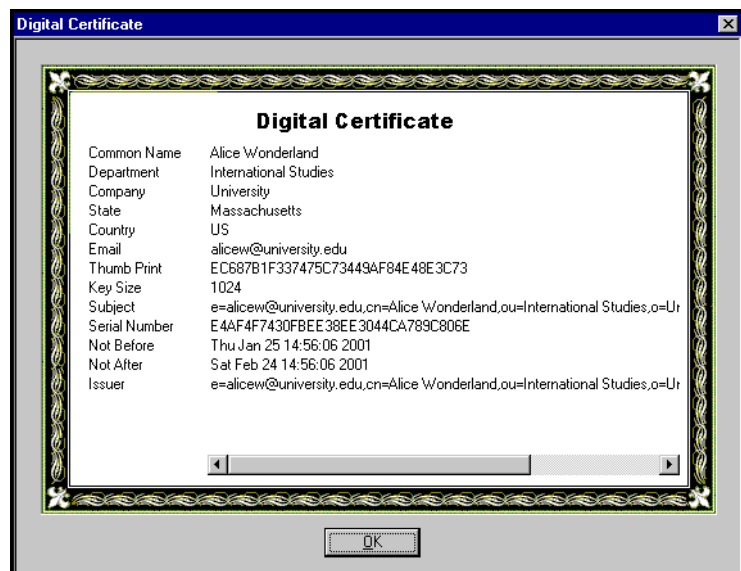 Digital Certificate
Digital Certificate
Common Name Alice Wonderland
Department International Studies
Company University
State Massachusetts
Country US
Email alicew@university.edu
Thumb Print EC687B1F337475C73449AF84E48E3C73
Key Size 1024
Subject e=alicew@university.edu,cn=Alice Wonderland,ou=International Studies,o=Ur
Serial Number E4AF4F7430FBEE38EE3044CA789C806E
Not Before Thu Jan 25 14:56:06 2001
Not After Sat Feb 24 14:56:06 2001
Issuer e=alicew@university.edu,cn=Alice Wonderland,ou=International Studies,o=Ur
OK